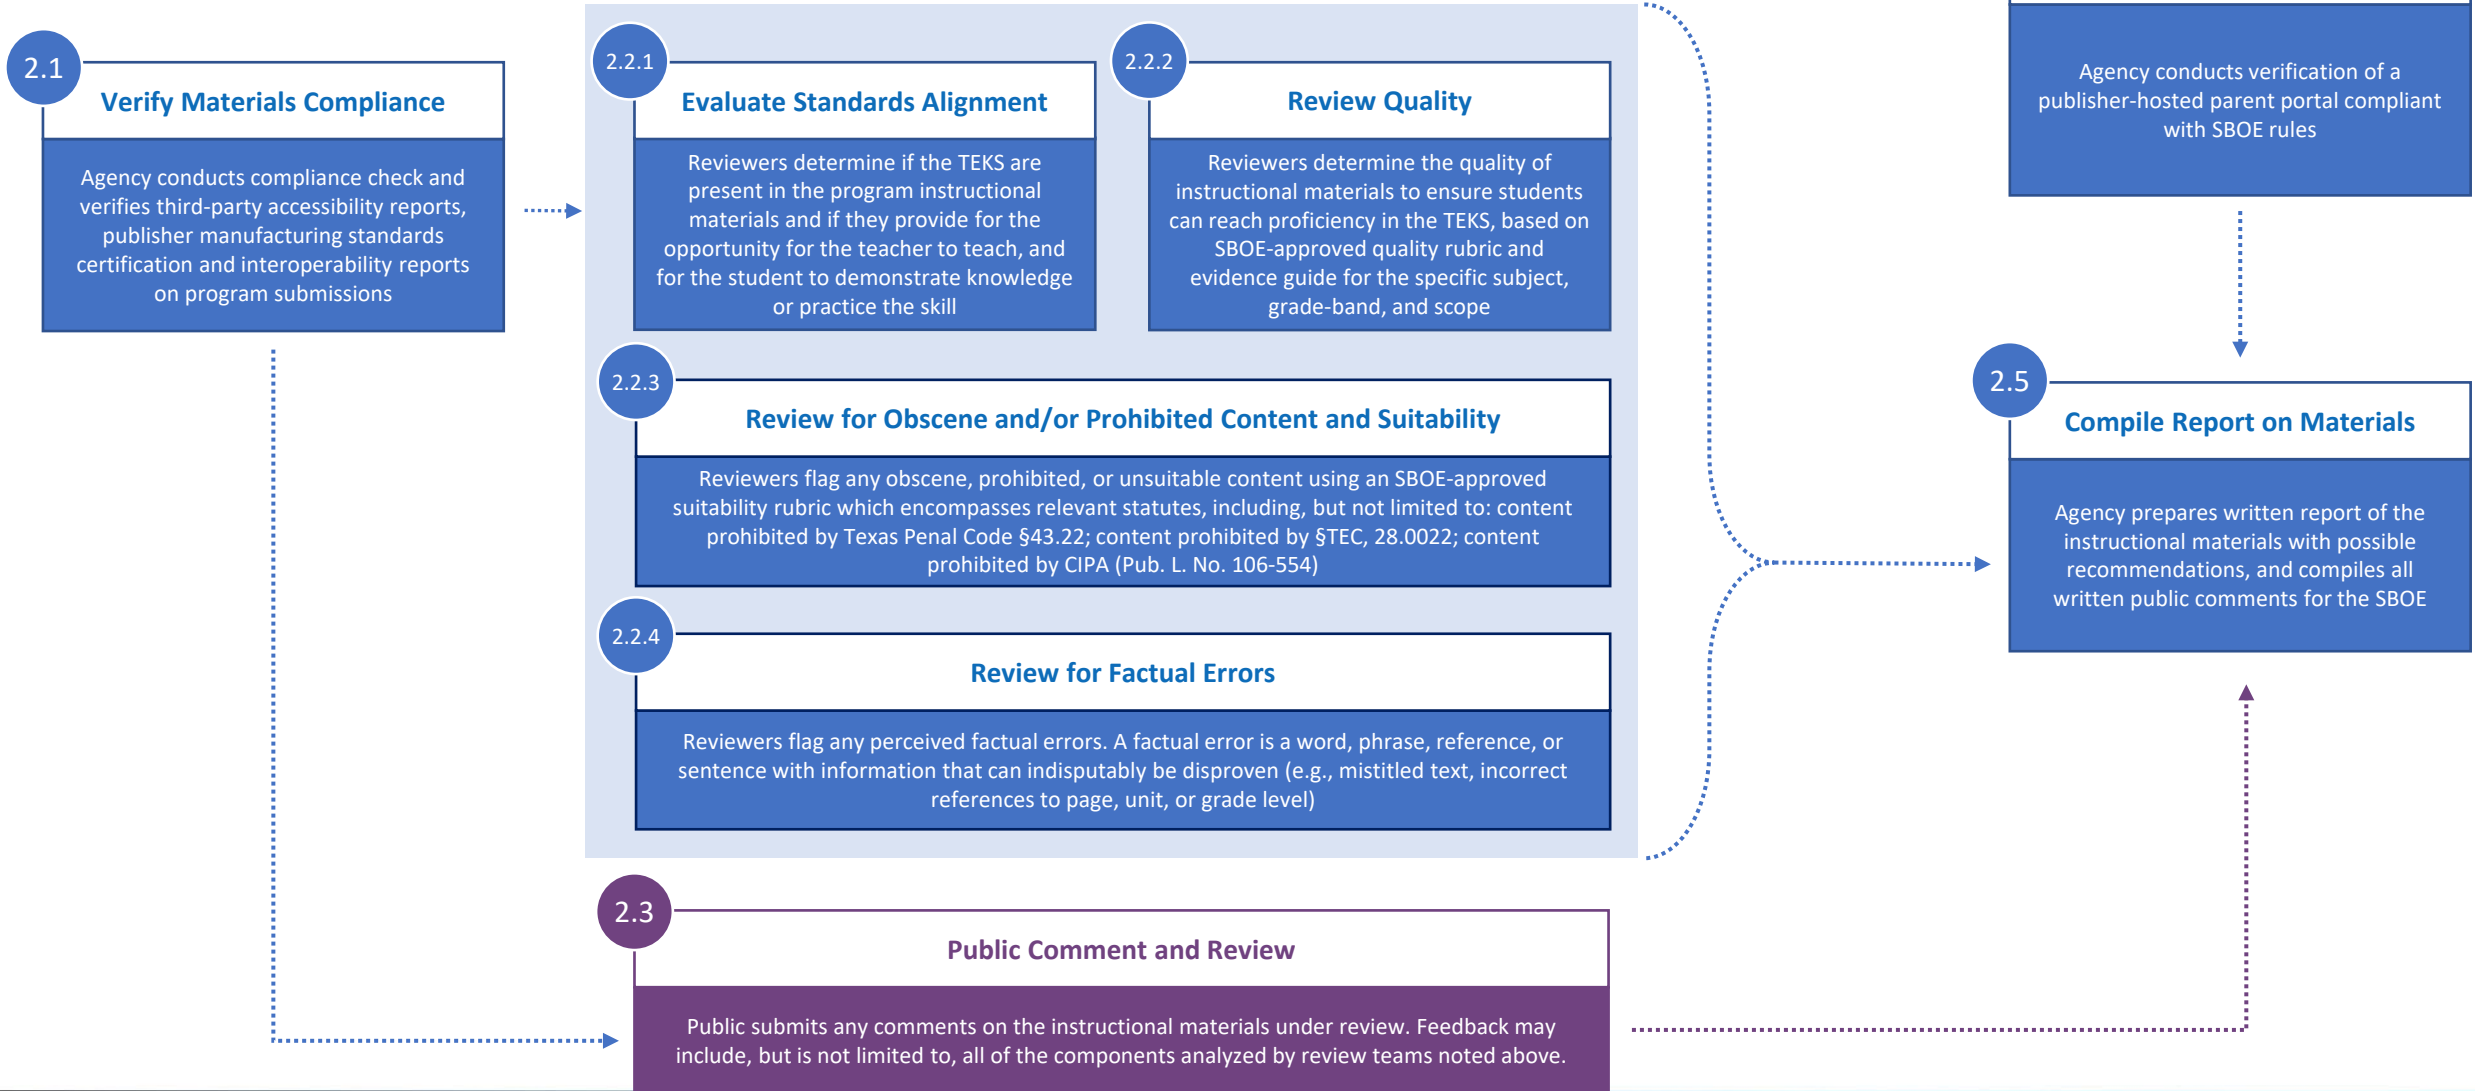 2.1
Verify Materials Compliance
Agency conducts compliance check and
verifies third-party accessibility reports,
publisher manufacturing standards
certification and interoperability reports
on program submissions
2.2.1
Evaluate Standards Alignment
Reviewers determine if the TEKS are
present in the program instructional
materials and if they provide for the
opportunity for the teacher to teach, and
for the student to demonstrate knowledge
or practice the skill
2.2.2
Review Quality
Reviewers determine the quality of
instructional materials to ensure students
can reach proficiency in the TEKS, based on
SBOE-approved quality rubric and
evidence guide for the specific subject,
grade-band, and scope
2.2.3
Review for Obscene and/or Prohibited Content and Suitability
Reviewers flag any obscene, prohibited, or unsuitable content using an SBOE-approved
suitability rubric which encompasses relevant statutes, including, but not limited to: content
prohibited by Texas Penal Code §43.22; content prohibited by §TEC, 28.0022; content
prohibited by CIPA (Pub. L. No. 106-554)
2.2.4
Review for Factual Errors
Reviewers flag any perceived factual errors. A factual error is a word, phrase, reference, or
sentence with information that can indisputably be disproven (e.g., mistitled text, incorrect
references to page, unit, or grade level)
2.3
Public Comment and Review
Public submits any comments on the instructional materials under review. Feedback may
include, but is not limited to, all of the components analyzed by review teams noted above.
Agency conducts verification of a
publisher-hosted parent portal compliant
with SBOE rules
2.5
Compile Report on Materials
Agency prepares written report of the
instructional materials with possible
recommendations, and compiles all
written public comments for the SBOE